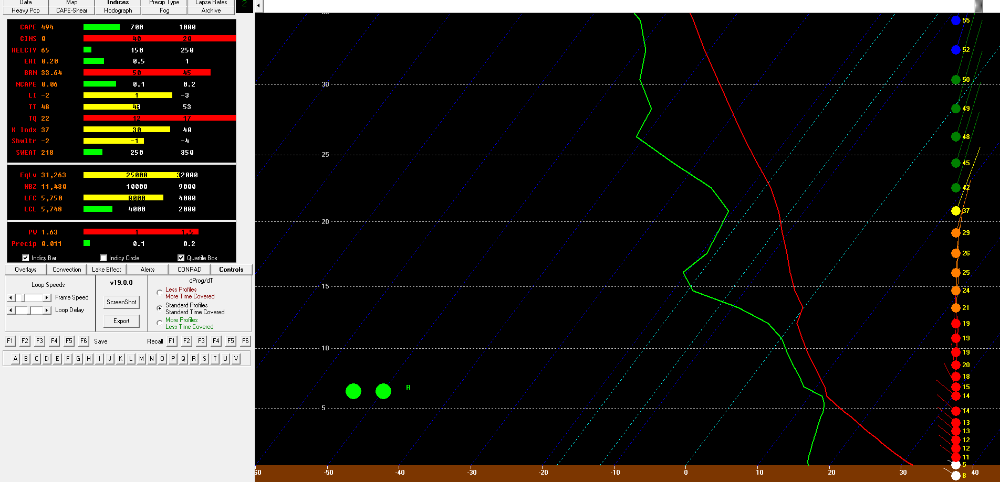 Data Map Indices Precip Type Lapse Rates
Heavy Pcp CAPE-Shear Hodograph Fog Archive
2
CAPE 494 700 1000
CINS 0 40 20
HELCTY 65 150 250
EHI 0.20 0.5 1
BRN 33.64 50 45
NCAPE 0.06 0.1 0.2
LI -2 1 -3
TT 48 48 53
TQ 22 12 17
K Indx 37 30 40
Shwltr -2 -1 -4
SWEAT 218 250 350
EqLv 31,263 25000 32000
WBZ 11,430 10000 9000
LFC 5,750 8000 4000
LCL 5,748 4000 2000
PW 1.63 1 1.5
Precip 0.011 0.1 0.2
Indicy Bar Indicy Circle Quartile Box
Overlays Convection Lake Effect Alerts CONRAD Controls
Loop Speeds
Frame Speed
Loop Delay
v19.0.0
ScreenShot
Export
dProg/dT
Less Profiles
More Time Covered
Standard Profiles
Standard Time Covered
More Profiles
Less Time Covered
F1 F2 F3 F4 F5 F6 Save Recall F1 F2 F3 F4 F5 F6
A B C D E F G H I J K L M N O P Q R S T U V
30
25
20
15
10
5
R
55
52
50
49
48
45
42
37
29
26
25
24
21
19
19
19
20
18
15
14
14
13
13
12
12
11
5
8
-50 -40 -30 -20 -10 0 10 20 30 40